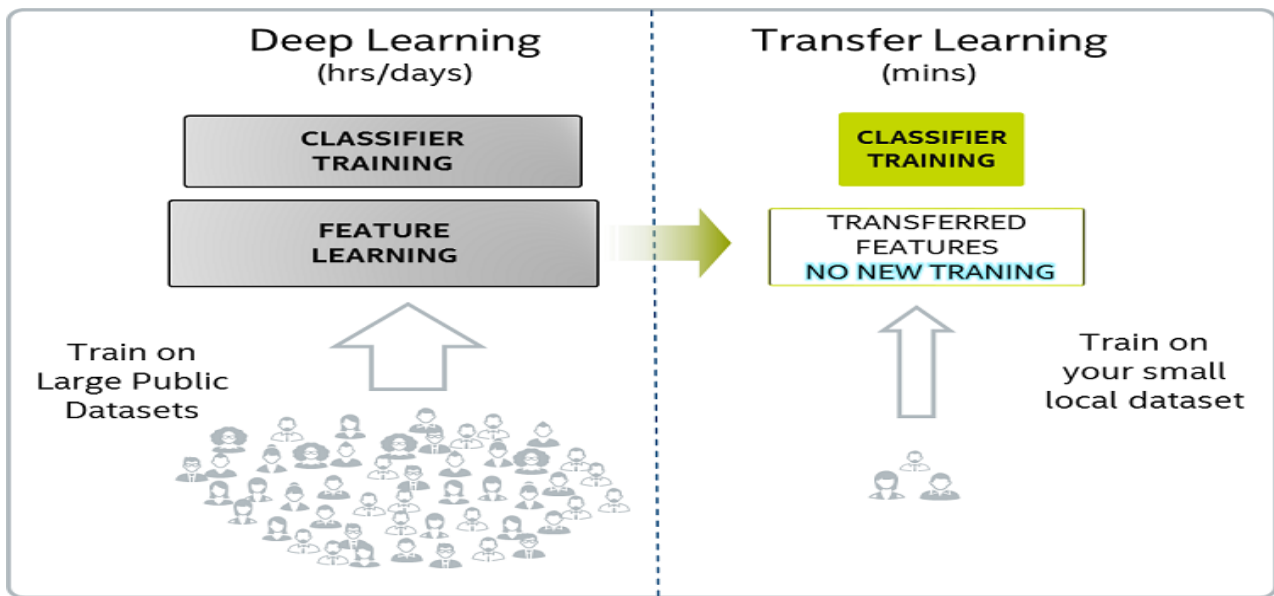 Deep Learning
(hrs/days)
CLASSIFIER
TRAINING
FEATURE
LEARNING
Train on
Large Public
Datasets
Transfer Learning
(mins)
CLASSIFIER
TRAINING
TRANSFERRED
FEATURES
NO NEW TRANING
Train on
your small
local dataset